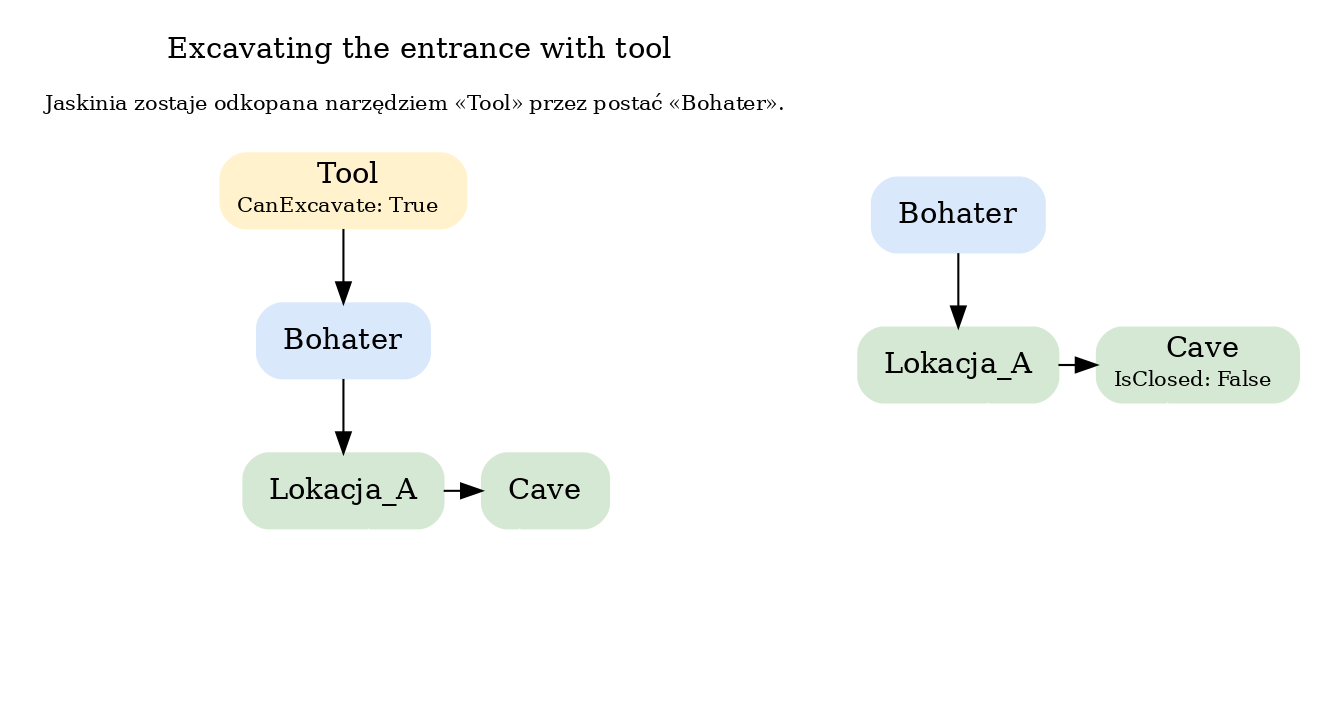 Excavating the entrance with tool
Jaskinia zostaje odkopana narzędziem «Tool» przez postać «Bohater».
Tool
CanExcavate: True
Bohater
Lokacja_A
Cave
Bohater
Lokacja_A
Cave
IsClosed: False